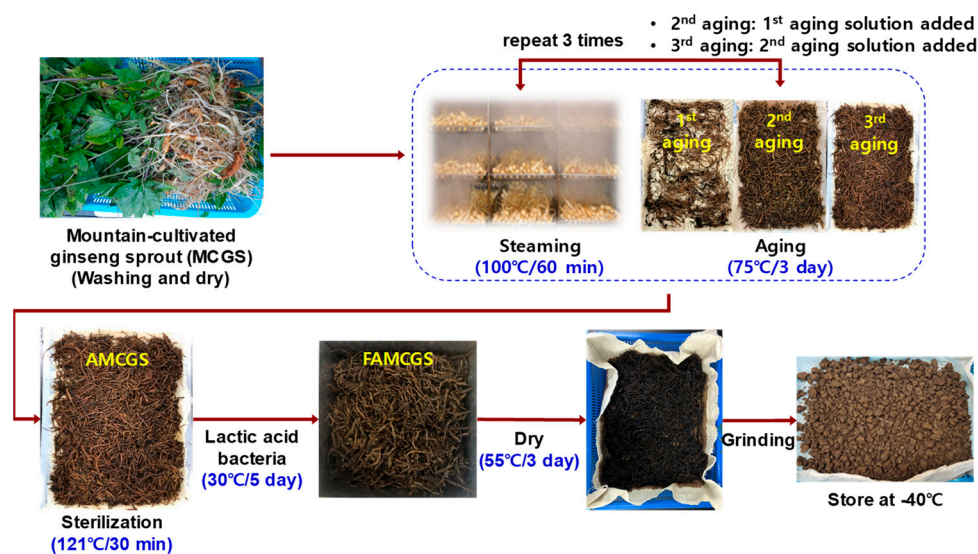 • 2nd aging: 1st aging solution added
• 3rd aging: 2nd aging solution added
repeat 3 times
1st
aging
2nd
aging
3rd
aging
Mountain-cultivated
ginseng sprout (MCGS)
(Washing and dry)
Steaming
(100℃/60 min)
Aging
(75℃/3 day)
AMCGS
Sterilization
(121℃/30 min)
Lactic acid
bacteria
(30℃/5 day)
FAMCGS
Dry
(55℃/3 day)
Grinding
Store at -40℃